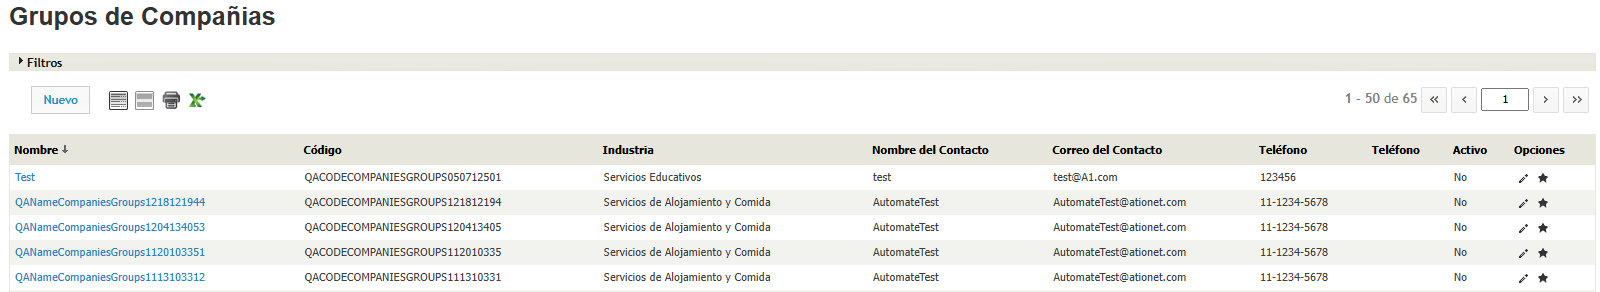 Grupos de Compañias
Filtros
Nuevo 1 - 50 de 65 1
Nombre Código Industria Nombre del Contacto Correo del Contacto Teléfono Teléfono Activo Opciones
Test QACODECOMPANIESGROUPS050712501 Servicios Educativos test test@A1.com 123456 No
QANameCompaniesGroups1218121944 QACODECOMPANIESGROUPS121812194 Servicios de Alojamiento y Comida AutomateTest AutomateTest@ationet.com 11-1234-5678 No
QANameCompaniesGroups1204134053 QACODECOMPANIESGROUPS120413405 Servicios de Alojamiento y Comida AutomateTest AutomateTest@ationet.com 11-1234-5678 No
QANameCompaniesGroups1120103351 QACODECOMPANIESGROUPS112010335 Servicios de Alojamiento y Comida AutomateTest AutomateTest@ationet.com 11-1234-5678 No
QANameCompaniesGroups1113103312 QACODECOMPANIESGROUPS111310331 Servicios de Alojamiento y Comida AutomateTest AutomateTest@ationet.com 11-1234-5678 No